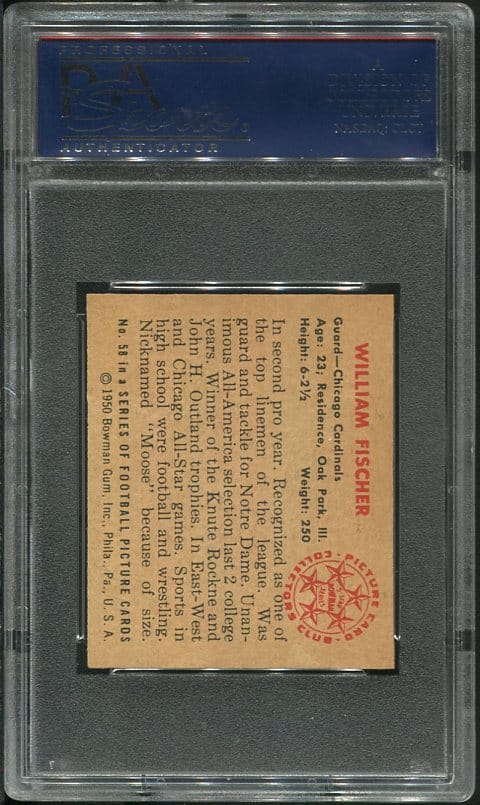 PROFESSIONAL
PSA
Security
AUTHENTICATOR
A
WILLIAM FISCHER
Guard—Chicago Cardinals
Age: 23; Residence, Oak Park, Ill.
Height: 6-2½ Weight: 250
PICTURE CARD
COLLECTORS CLUB
In second pro year. Recognized as one of
the top linemen of the league. Was
guard and tackle for Notre Dame. Unan-
imous All-America selection last 2 college
years. Winner of the Knute Rockne and
John H. Outland trophies. In East-West
and Chicago All-Star games. Sports in
high school were football and wrestling.
Nicknamed “Moose” because of size.
No. 58 in a SERIES OF FOOTBALL PICTURE CARDS
© 1950 Bowman Gum, Inc., Phila., Pa., U. S. A.